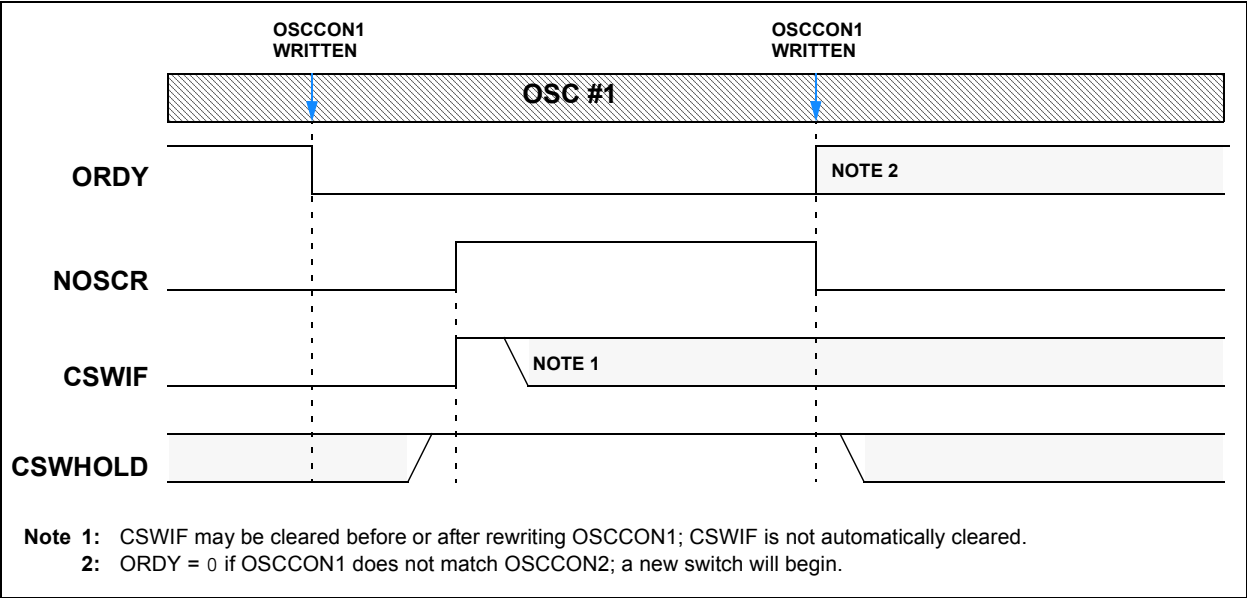 OSCCON1 OSCCON1
WRITTEN WRITTEN
OSC #1
ORDY NOTE 2
NOSCR
CSWIF NOTE 1
CSWHOLD
Note 1: CSWIF may be cleared before or after rewriting OSCCON1; CSWIF is not automatically cleared.
2: ORDY = 0 if OSCCON1 does not match OSCCON2; a new switch will begin.